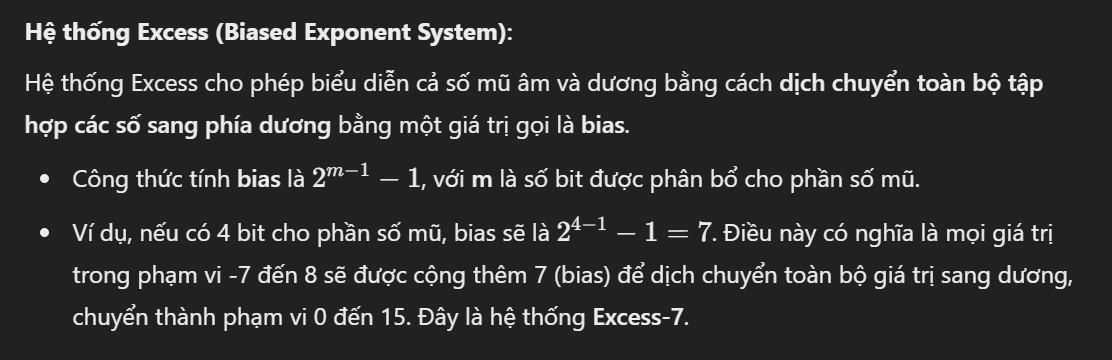 Hệ thống Excess (Biased Exponent System):
Hệ thống Excess cho phép biểu diễn cả số mũ âm và dương bằng cách dịch chuyển toàn bộ tập
hợp các số sang phía dương bằng một giá trị gọi là bias.
• Công thức tính bias là 2^{m−1} − 1, với m là số bit được phân bổ cho phần số mũ.
• Ví dụ, nếu có 4 bit cho phần số mũ, bias sẽ là 2^{4−1} − 1 = 7. Điều này có nghĩa là mọi giá trị
trong phạm vi -7 đến 8 sẽ được cộng thêm 7 (bias) để dịch chuyển toàn bộ giá trị sang dương,
chuyển thành phạm vi 0 đến 15. Đây là hệ thống Excess-7.